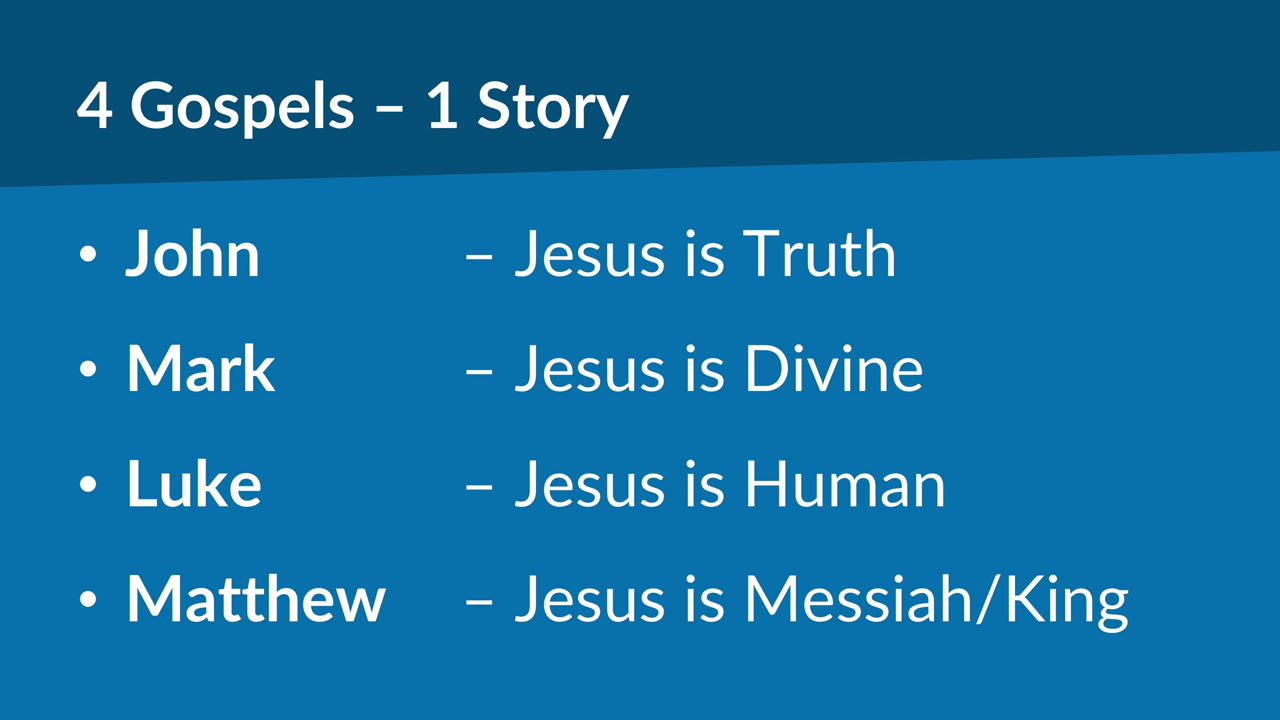 4 Gospels – 1 Story
• John – Jesus is Truth
• Mark – Jesus is Divine
• Luke – Jesus is Human
• Matthew – Jesus is Messiah/King